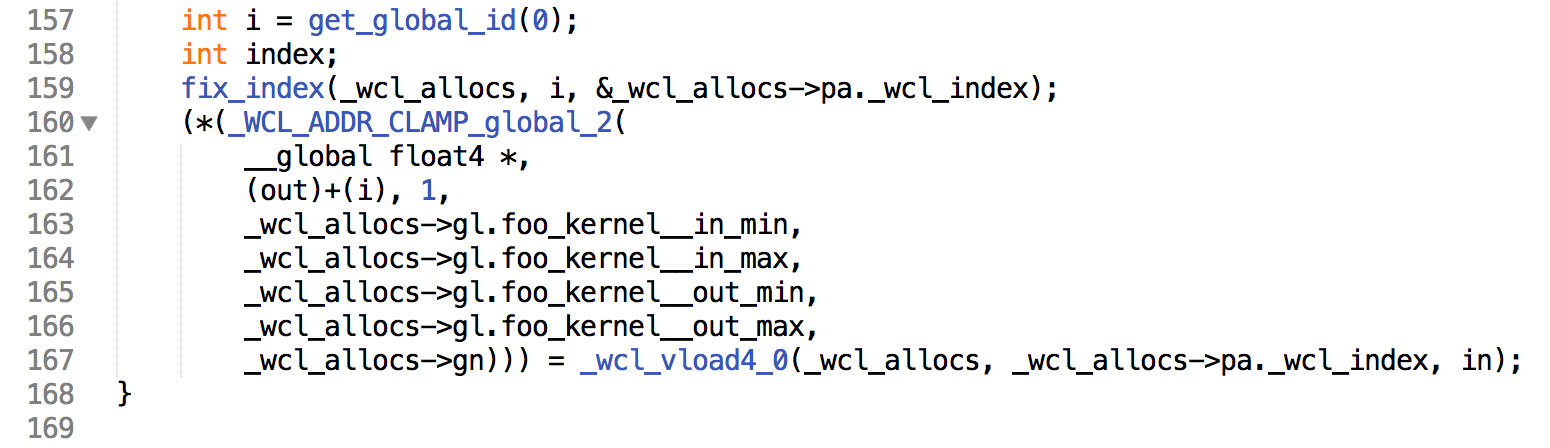 157 int i = get_global_id(0);
158 int index;
159 fix_index(_wcl_allocs, i, &_wcl_allocs->pa._wcl_index);
160 (*(_WCL_ADDR_CLAMP_global_2(
161 __global float4 *,
162 (out)+(i), 1,
163 _wcl_allocs->gl.foo_kernel__in_min,
164 _wcl_allocs->gl.foo_kernel__in_max,
165 _wcl_allocs->gl.foo_kernel__out_min,
166 _wcl_allocs->gl.foo_kernel__out_max,
167 _wcl_allocs->gn))) = _wcl_vload4_0(_wcl_allocs, _wcl_allocs->pa._wcl_index, in);
168 }
169